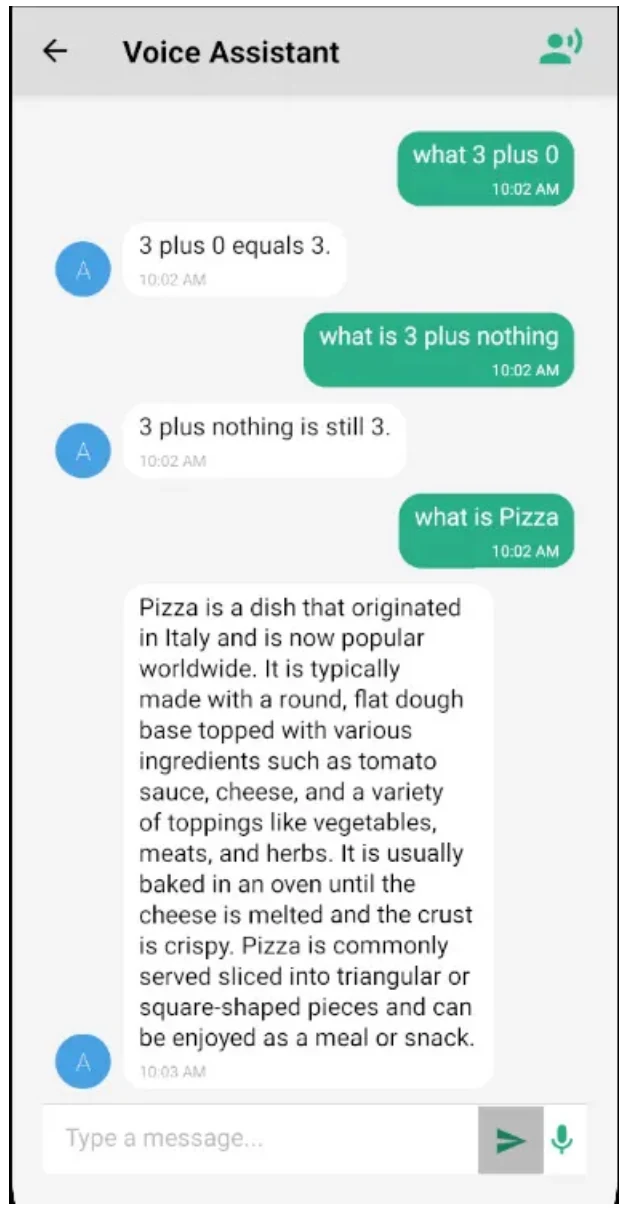 Voice Assistant
what 3 plus 0
10:02 AM
3 plus 0 equals 3.
A
10:02 AM
what is 3 plus nothing
10:02 AM
3 plus nothing is still 3.
A
10:02 AM
what is Pizza
10:02 AM
Pizza is a dish that originated
in Italy and is now popular
worldwide. It is typically
made with a round, flat dough
base topped with various
ingredients such as tomato
sauce, cheese, and a variety
of toppings like vegetables,
meats, and herbs. It is usually
baked in an oven until the
cheese is melted and the crust
is crispy. Pizza is commonly
served sliced into triangular or
square-shaped pieces and can
be enjoyed as a meal or snack.
A
10:03 AM
Type a message...